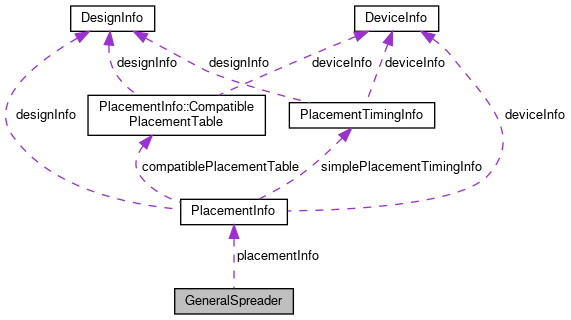 DesignInfo
DeviceInfo
designInfo
designInfo
deviceInfo
deviceInfo
PlacementInfo::Compatible
PlacementTable
PlacementTimingInfo
designInfo
deviceInfo
compatiblePlacementTable
simplePlacementTimingInfo
PlacementInfo
placementInfo
GeneralSpreader